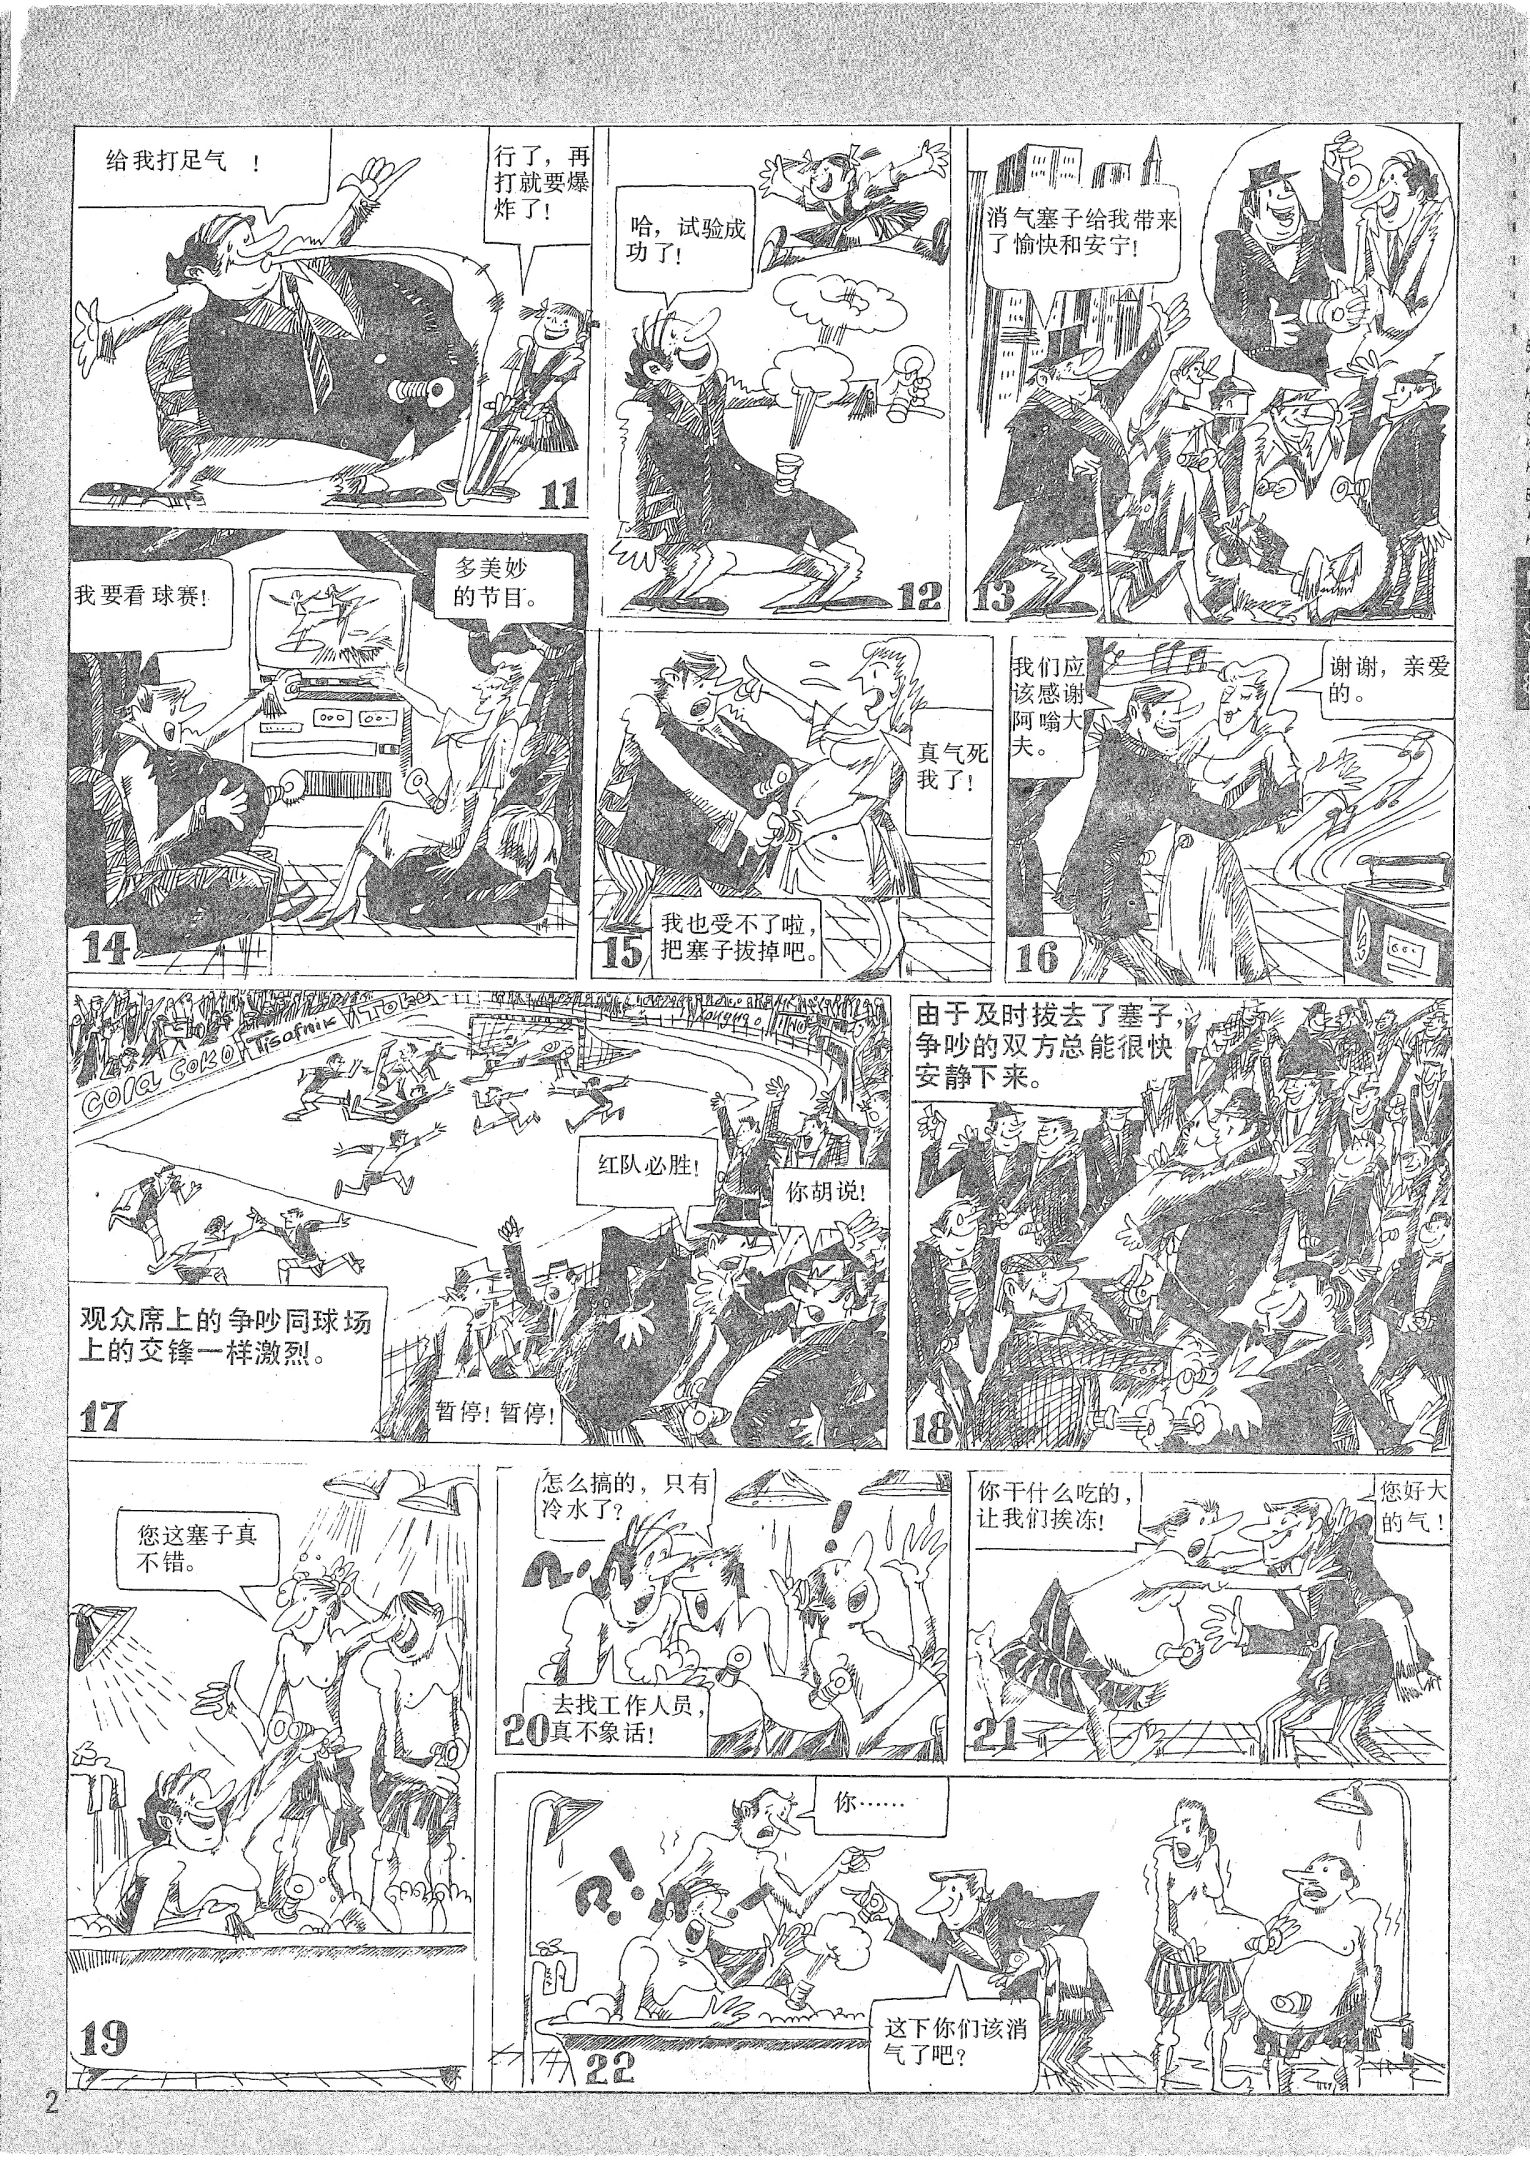 给我打足气 !
行了,再
打就要爆
炸了!
11
哈,试验成
功了!
12
消气塞子给我带来
了愉快和安宁!
13
我要看球赛!
多美妙
的节目。
14
真气死
我了!
我也受不了啦,
把塞子拔掉吧。
15
我们应
该感谢
阿嗡大
夫。
谢谢,亲爱
的。
16
Cola COKO Tisafnik TOKA
红队必胜!
你胡说!
暂停!暂停!
观众席上的争吵同球场
上的交锋一样激烈。
17
由于及时拔去了塞子,
争吵的双方总能很快
安静下来。
18
您这塞子真
不错。
19
怎么搞的,只有
冷水了?
去找工作人员,
真不象话!
20
你干什么吃的,
让我们挨冻!
您好大
的气!
21
你……
?!
这下你们该消
气了吧?
22
2